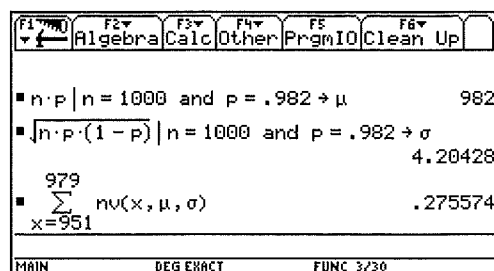 F1 F2 F3 F4 F5 F6
Algebra Calc Other PrgmIO Clean Up
n·p | n = 1000 and p = .982 → μ 982
√(n·p·(1 - p)) | n = 1000 and p = .982 → σ
4.20428
979
∑ nv(x, μ, σ) .275574
x=951
MAIN DEG EXACT FUNC 3/30